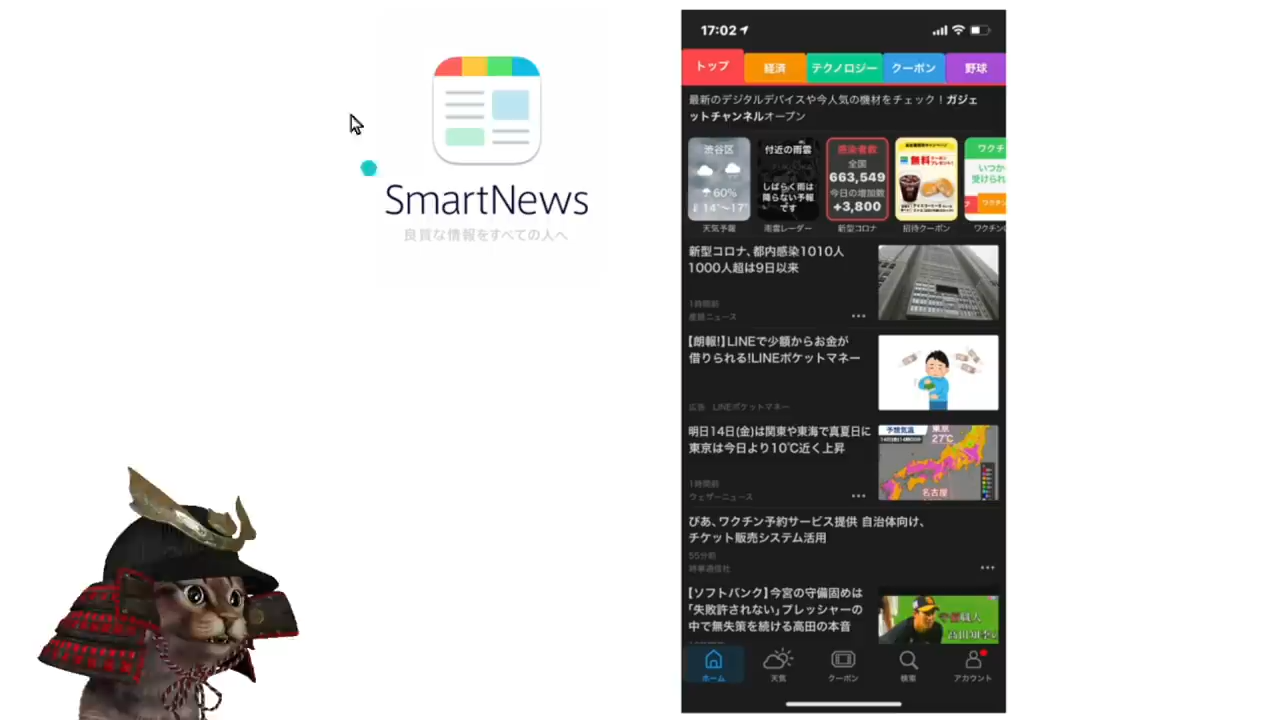 SmartNews
良質な情報をすべての人へ
17:02
トップ
経済
テクノロジー
クーポン
野球
最新のデジタルデバイスや今人気の機材をチェック！ガジェ
ットチャンネルオープン
渋谷区
60%
14°~17°
天気予報
付近の雨雲
しばらく雨は
降らない予報
です
雨雲レーダー
感染者数
全国
663,549
今日の増加数
+3,800
新型コロナ
無料
招待クーポン
ワクチ
いつか
受けられ
新型コロナ、都内感染1010人
1000人超は9日以来
1時間前
産経ニュース
【朗報!】LINEで少額からお金が
借りられる!LINEポケットマネー
広告 LINEポケットマネー
明日14日(金)は関東や東海で真夏日に
東京は今日より10℃近く上昇
1時間前
ウェザーニュース
予想気温
東京
27℃
名古屋
ぴあ、ワクチン予約サービス提供 自治体向け、
チケット販売システム活用
55分前
時事通信社
【ソフトバンク】今宮の守備固めは
「失敗許されない」プレッシャーの
中で無失策を続ける高田の本音
ホーム
天気
クーポン
検索
アカウント